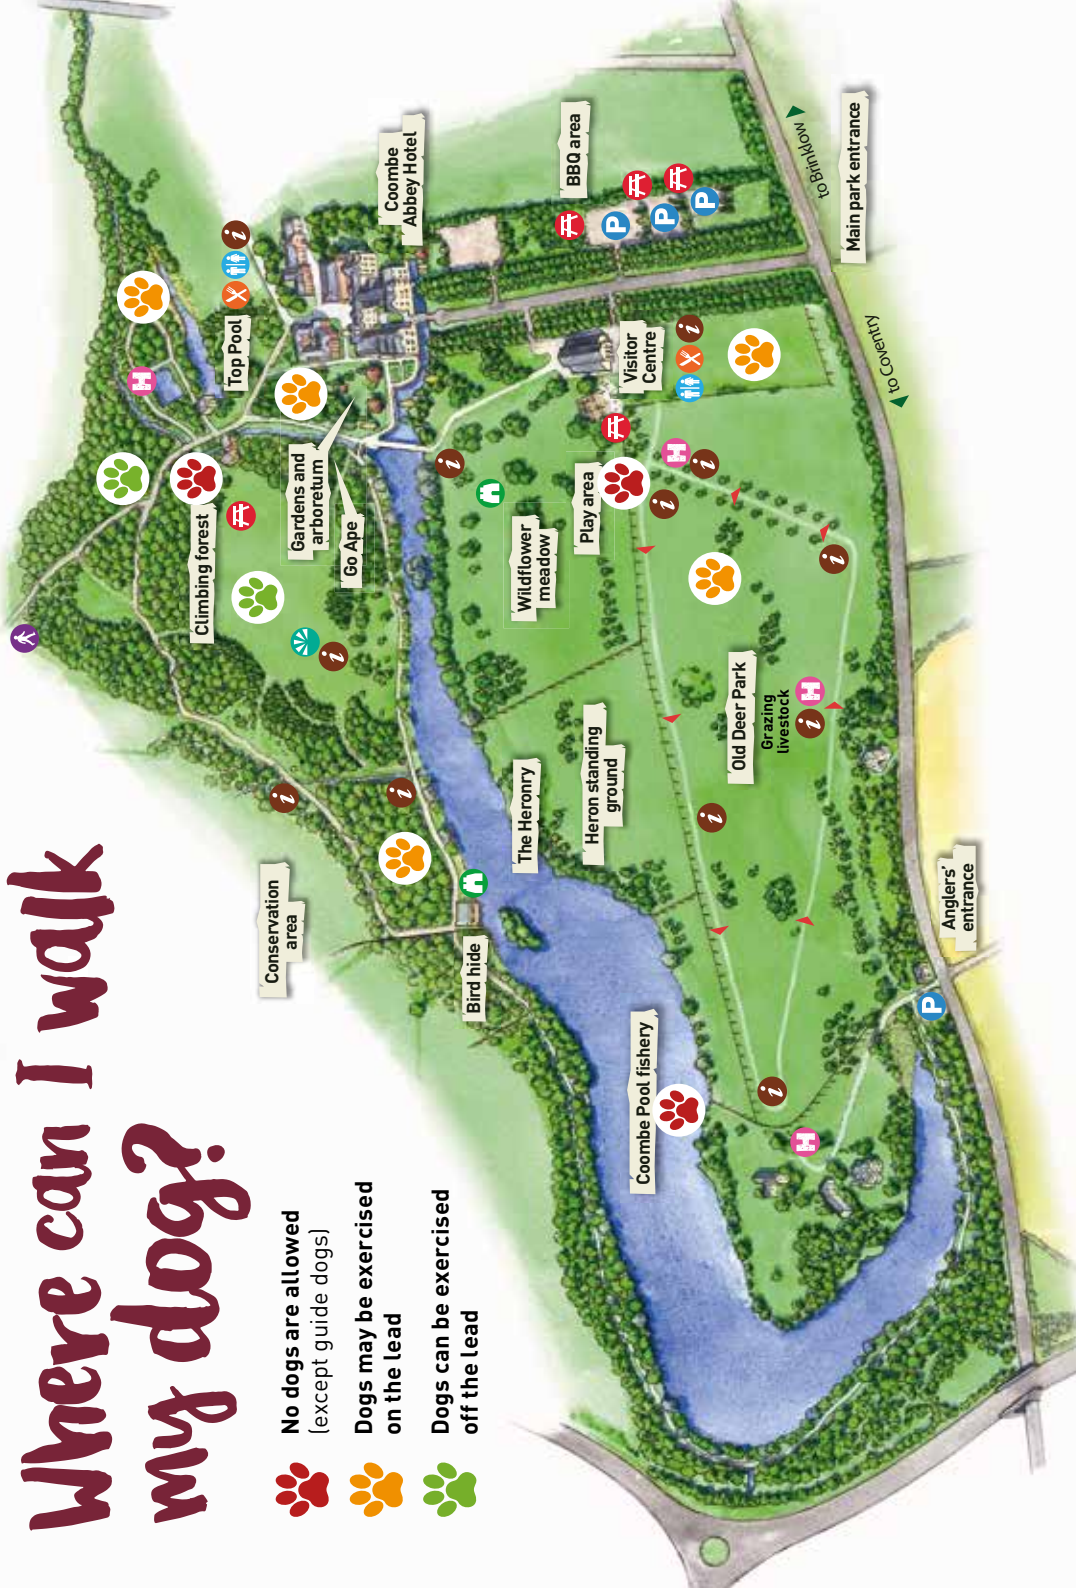 Where can I walk
my dog?
No dogs are allowed
(except guide dogs)
Dogs may be exercised
on the lead
Dogs can be exercised
off the lead
Conservation
area
Bird hide
Coombe Pool fishery
Climbing forest
Gardens and
arboretum
Go Ape
Top Pool
Coombe
Abbey Hotel
BBQ area
Visitor
Centre
Play area
Wildflower
meadow
The Heronry
Heron standing
ground
Old Deer Park
Grazing
livestock
Anglers'
entrance
Main park entrance
to Brinklow
to Coventry
i
i
i
i
i
i
i
i
i
i
i
i
P
P
P
P
H
H
H
H